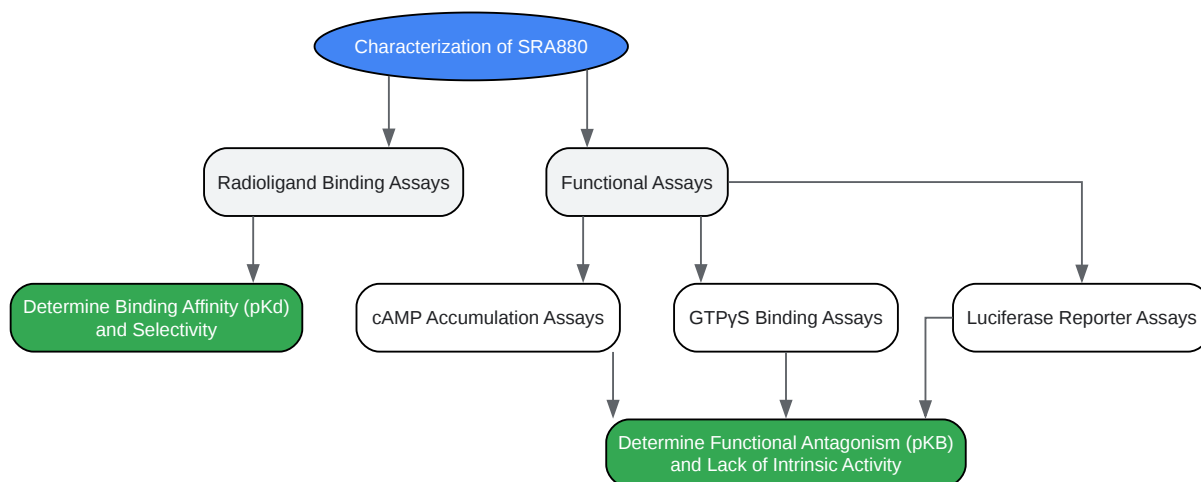 Characterization of SRA880
Radioligand Binding Assays
Functional Assays
Determine Binding Affinity (pKd)
and Selectivity
cAMP Accumulation Assays
GTPγS Binding Assays
Luciferase Reporter Assays
Determine Functional Antagonism (pKB)
and Lack of Intrinsic Activity